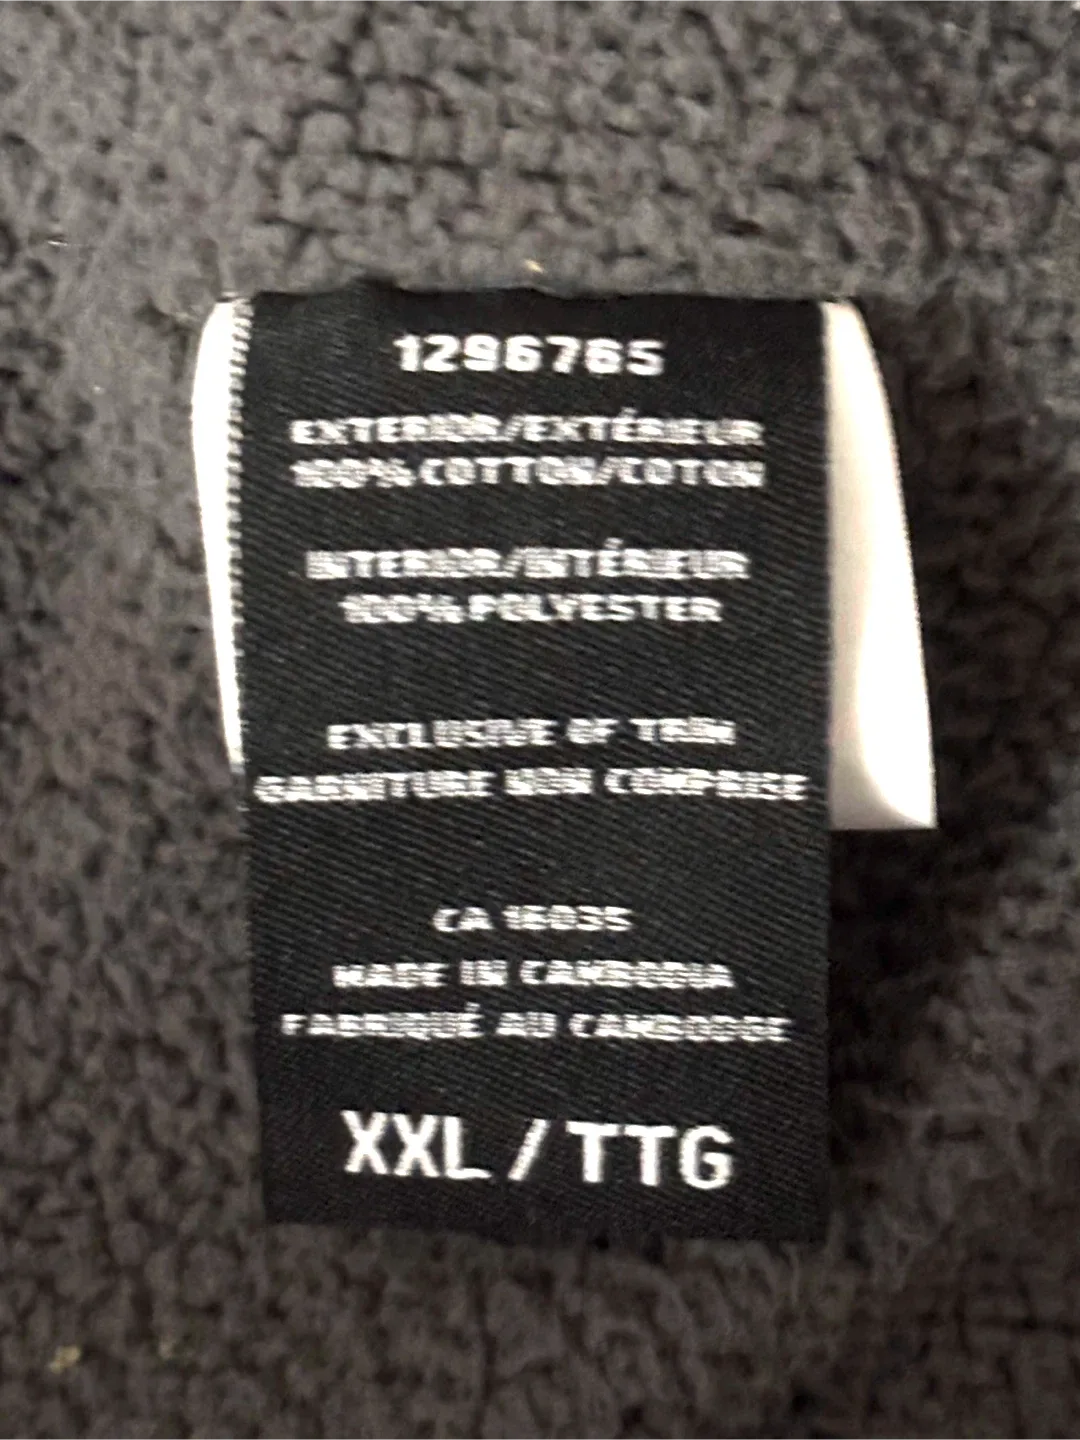 1296765
EXTERIOR/EXTÉRIEUR
100% COTTON/COTON
INTERIOR/INTÉRIEUR
100% POLYESTER
EXCLUSIVE OF TRIM
GARNITURE NON COMPRISE
CA 16035
MADE IN CAMBODIA
FABRIQUÉ AU CAMBODGE
XXL / TTG